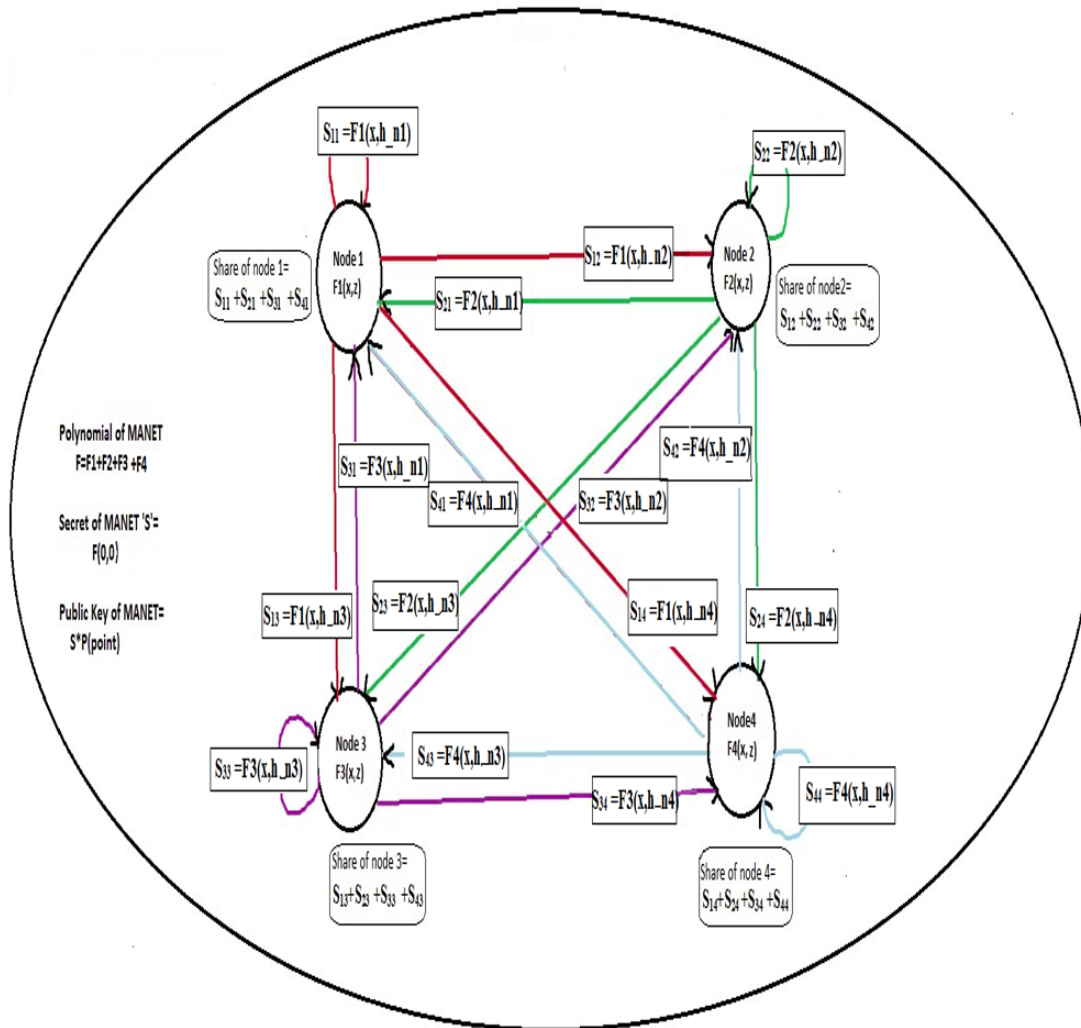 S₁₁ =F1(x,h_n1)
S₂₂ =F2(x,h_n2)
Node 1
F1(x,z)
Node 2
F2(x,z)
S₁₂ =F1(x,h_n2)
Share of node 1=
S₁₁ +S₂₁ +S₃₁ +S₄₁
Share of node2=
S₁₂ +S₂₂ +S₃₂ +S₄₂
S₂₁ =F2(x,h_n1)
Polynomial of MANET
F=F1+F2+F3 +F4
Secret of MANET 'S'=
F(0,0)
Public Key of MANET=
S*P(point)
S₃₁ =F3(x,h_n1)
S₄₂ =F4(x,h_n2)
S₄₁ =F4(x,h_n1)
S₃₂ =F3(x,h_n2)
S₁₃ =F1(x,h_n3)
S₂₃ =F2(x,h_n3)
S₁₄ =F1(x,h_n4)
S₂₄ =F2(x,h_n4)
Node 3
F3(x,z)
Node4
F4(x, z)
S₃₃ =F3(x,h_n3)
S₄₃ =F4(x,h_n3)
S₃₄ =F3(x,h_n4)
S₄₄ =F4(x,h_n4)
Share of node 3=
S₁₃+S₂₃ +S₃₃ +S₄₃
Share of node 4=
S₁₄+S₂₄ +S₃₄ +S₄₄